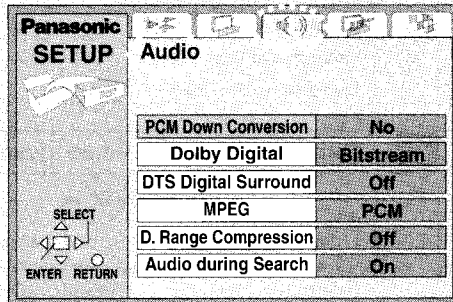 Panasonic
SETUP
Audio
PCM Down Conversion No
Dolby Digital Bitstream
DTS Digital Surround Off
MPEG PCM
D. Range Compression Off
Audio during Search On
SELECT
ENTER RETURN